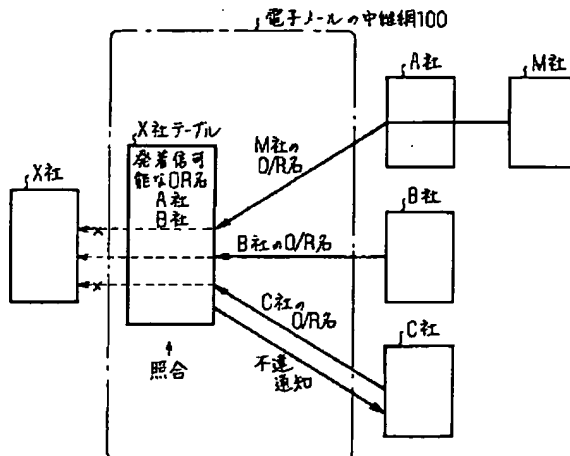 電子メールの中継網100
A社
M社
X社テーブル
発着信可
能なOR名
A社
B社
X社
M社の
O/R名
B社
B社のO/R名
C社の
O/R名
C社
不達
通知
照合